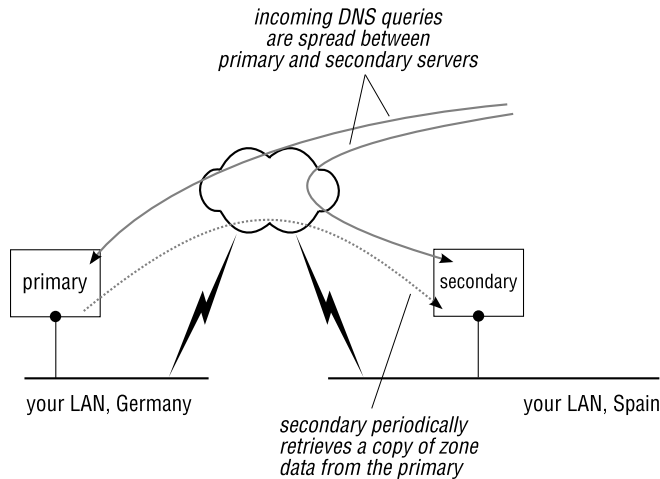 incoming DNS queries
are spread between
primary and secondary servers
primary
secondary
your LAN, Germany
your LAN, Spain
secondary periodically
retrieves a copy of zone
data from the primary